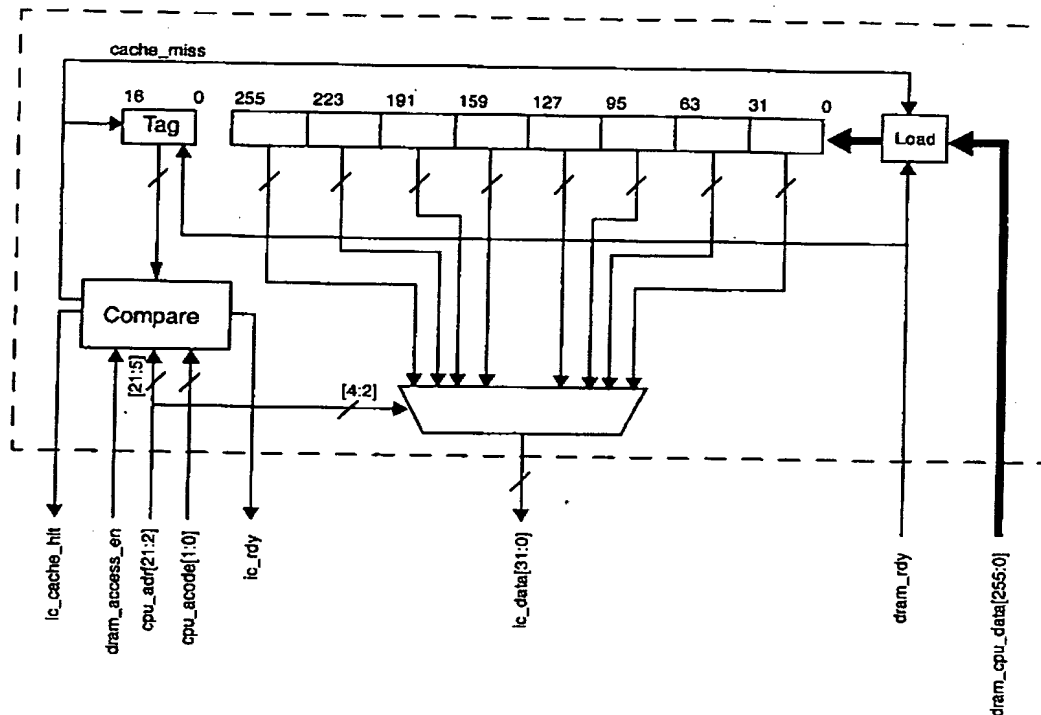 cache_miss
16 0 255 223 191 159 127 95 63 31 0
Tag
Load
Compare
[21:5]
[4:2]
ic_cache_hit
dram_access_en
cpu_adr[21:2]
cpu_acode[1:0]
ic_rdy
ic_data[31:0]
dram_rdy
dram_cpu_data[255:0]